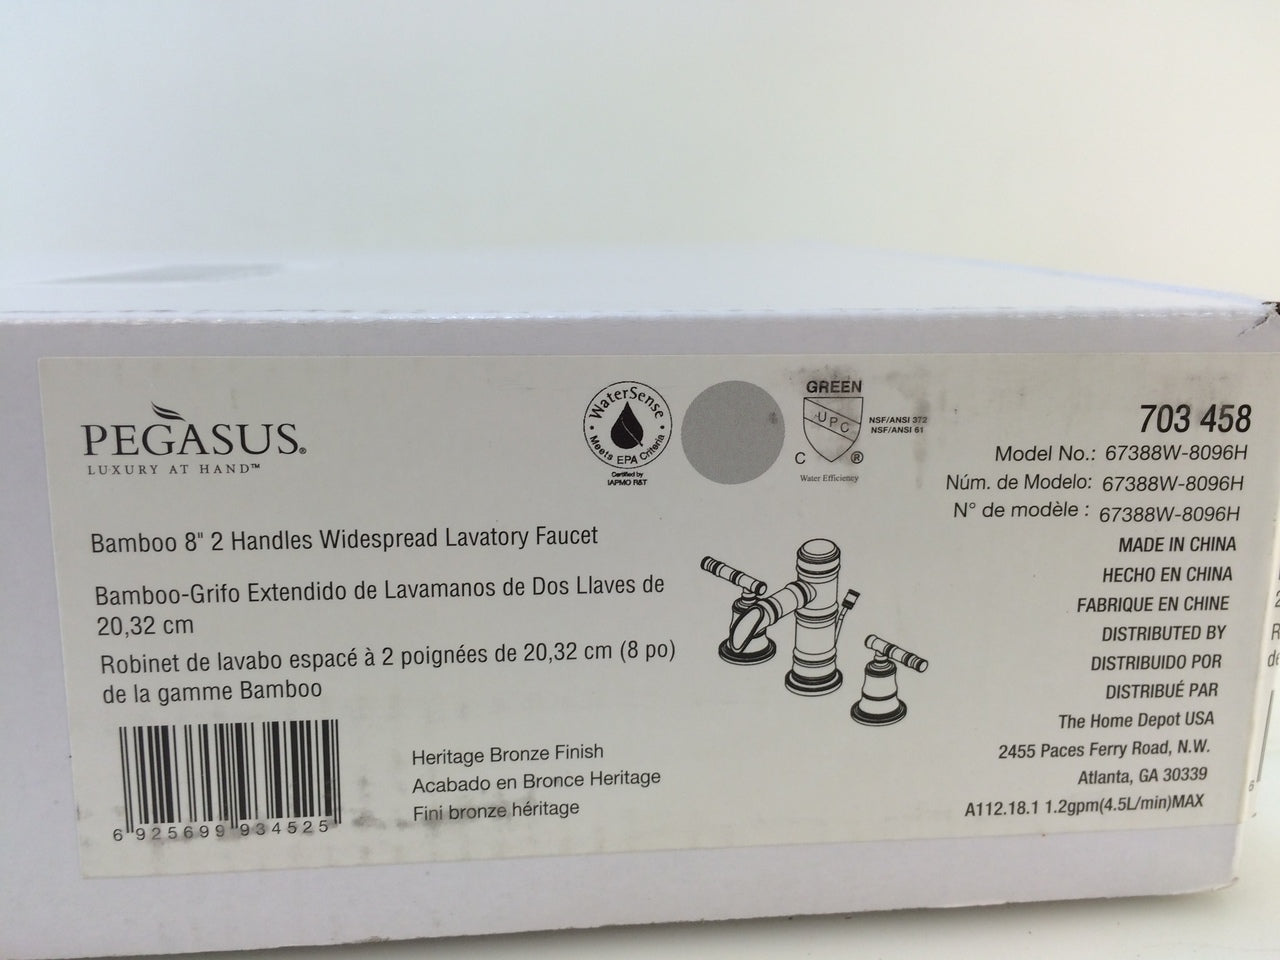 PEGASUS®
LUXURY AT HAND™
WaterSense
Meets EPA Criteria
Certified by
IAPMO R&T
GREEN
UPC
C ®
Water Efficiency
NSF/ANSI 372
NSF/ANSI 61
703 458
Model No.: 67388W-8096H
Núm. de Modelo: 67388W-8096H
N° de modèle : 67388W-8096H
MADE IN CHINA
HECHO EN CHINA
FABRIQUE EN CHINE
DISTRIBUTED BY
DISTRIBUIDO POR
DISTRIBUÉ PAR
The Home Depot USA
2455 Paces Ferry Road, N.W.
Atlanta, GA 30339
A112.18.1 1.2gpm(4.5L/min)MAX
Bamboo 8" 2 Handles Widespread Lavatory Faucet
Bamboo-Grifo Extendido de Lavamanos de Dos Llaves de
20,32 cm
Robinet de lavabo espacé à 2 poignées de 20,32 cm (8 po)
de la gamme Bamboo
Heritage Bronze Finish
Acabado en Bronce Heritage
Fini bronze héritage
6 925699 934525